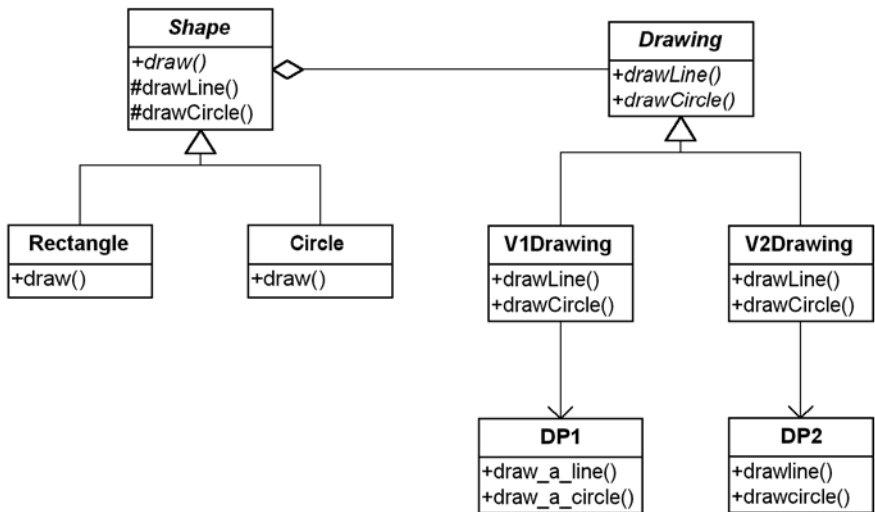 Shape
+draw()
#drawLine()
#drawCircle()
Drawing
+drawLine()
+drawCircle()
Rectangle
+draw()
Circle
+draw()
V1Drawing
+drawLine()
+drawCircle()
V2Drawing
+drawLine()
+drawCircle()
DP1
+draw_a_line()
+draw_a_circle()
DP2
+drawline()
+drawcircle()